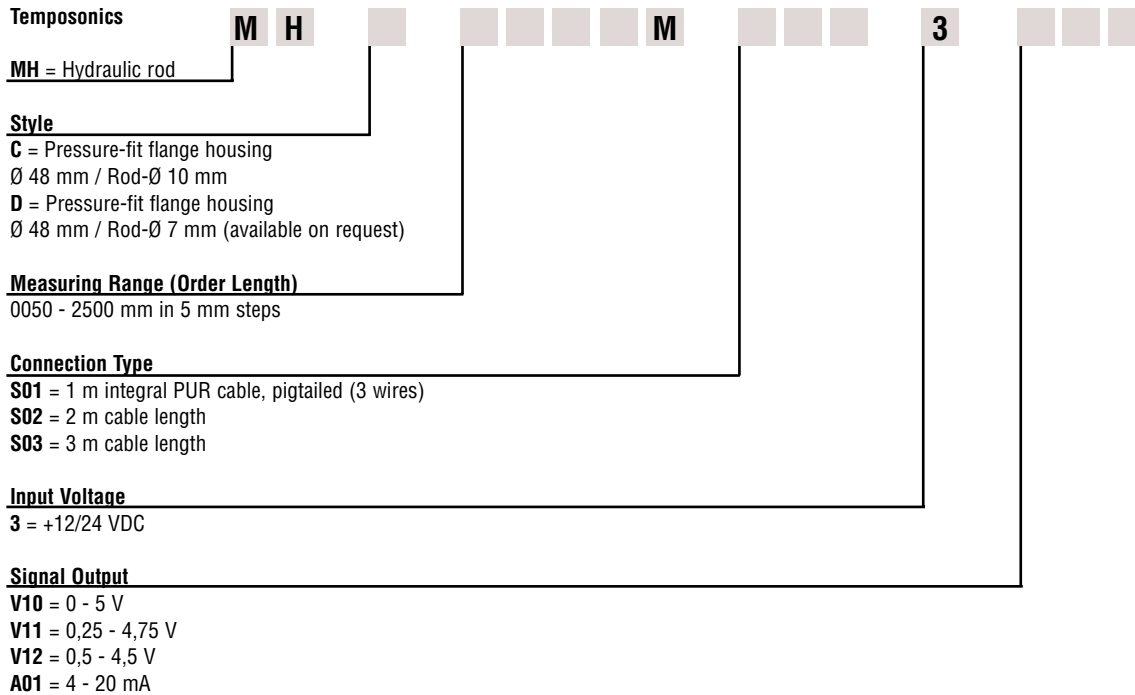 Temposonics
M H M 3
MH = Hydraulic rod
Style
C = Pressure-fit flange housing
Ø 48 mm / Rod-Ø 10 mm
D = Pressure-fit flange housing
Ø 48 mm / Rod-Ø 7 mm (available on request)
Measuring Range (Order Length)
0050 - 2500 mm in 5 mm steps
Connection Type
S01 = 1 m integral PUR cable, pigtailed (3 wires)
S02 = 2 m cable length
S03 = 3 m cable length
Input Voltage
3 = +12/24 VDC
Signal Output
V10 = 0 - 5 V
V11 = 0,25 - 4,75 V
V12 = 0,5 - 4,5 V
A01 = 4 - 20 mA